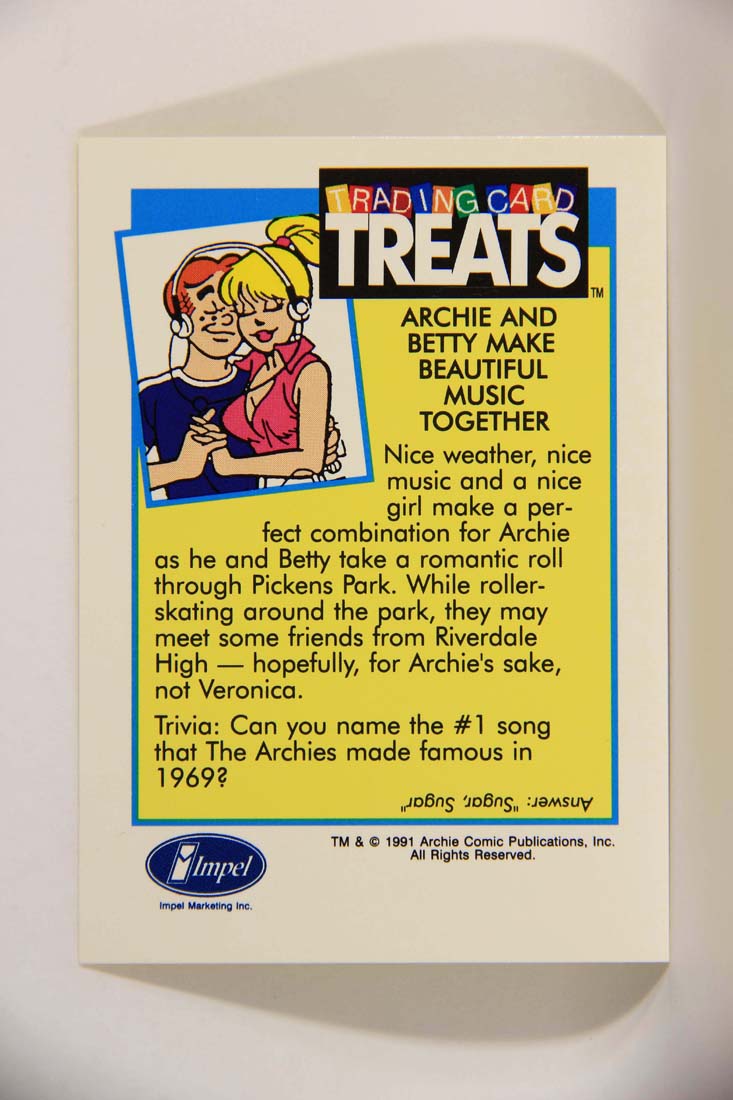 TRADING CARD
TREATS™
ARCHIE AND
BETTY MAKE
BEAUTIFUL
MUSIC
TOGETHER
Nice weather, nice
music and a nice
girl make a per-
fect combination for Archie
as he and Betty take a romantic roll
through Pickens Park. While roller-
skating around the park, they may
meet some friends from Riverdale
High — hopefully, for Archie's sake,
not Veronica.
Trivia: Can you name the #1 song
that The Archies made famous in
1969?
Answer: "Sugar, Sugar"
Impel
Impel Marketing Inc.
TM & © 1991 Archie Comic Publications, Inc.
All Rights Reserved.